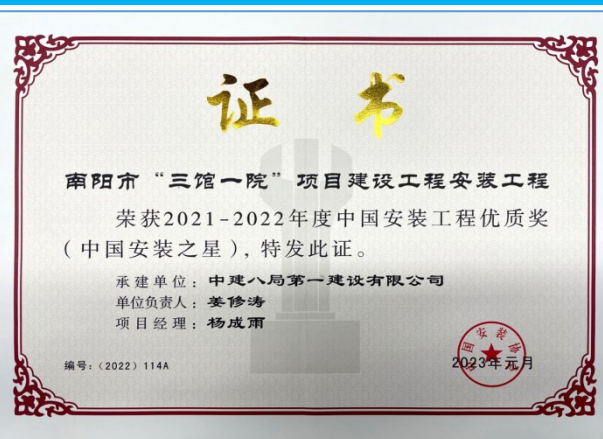 证书
南阳市“三馆一院”项目建设工程安装工程
荣获2021-2022年度中国安装工程优质奖
(中国安装之星),特发此证。
承建单位：中建八局第一建设有限公司
单位负责人：姜修涛
项目经理：杨成雨
中国安装协会
编号：(2022) 114A
2023年元月